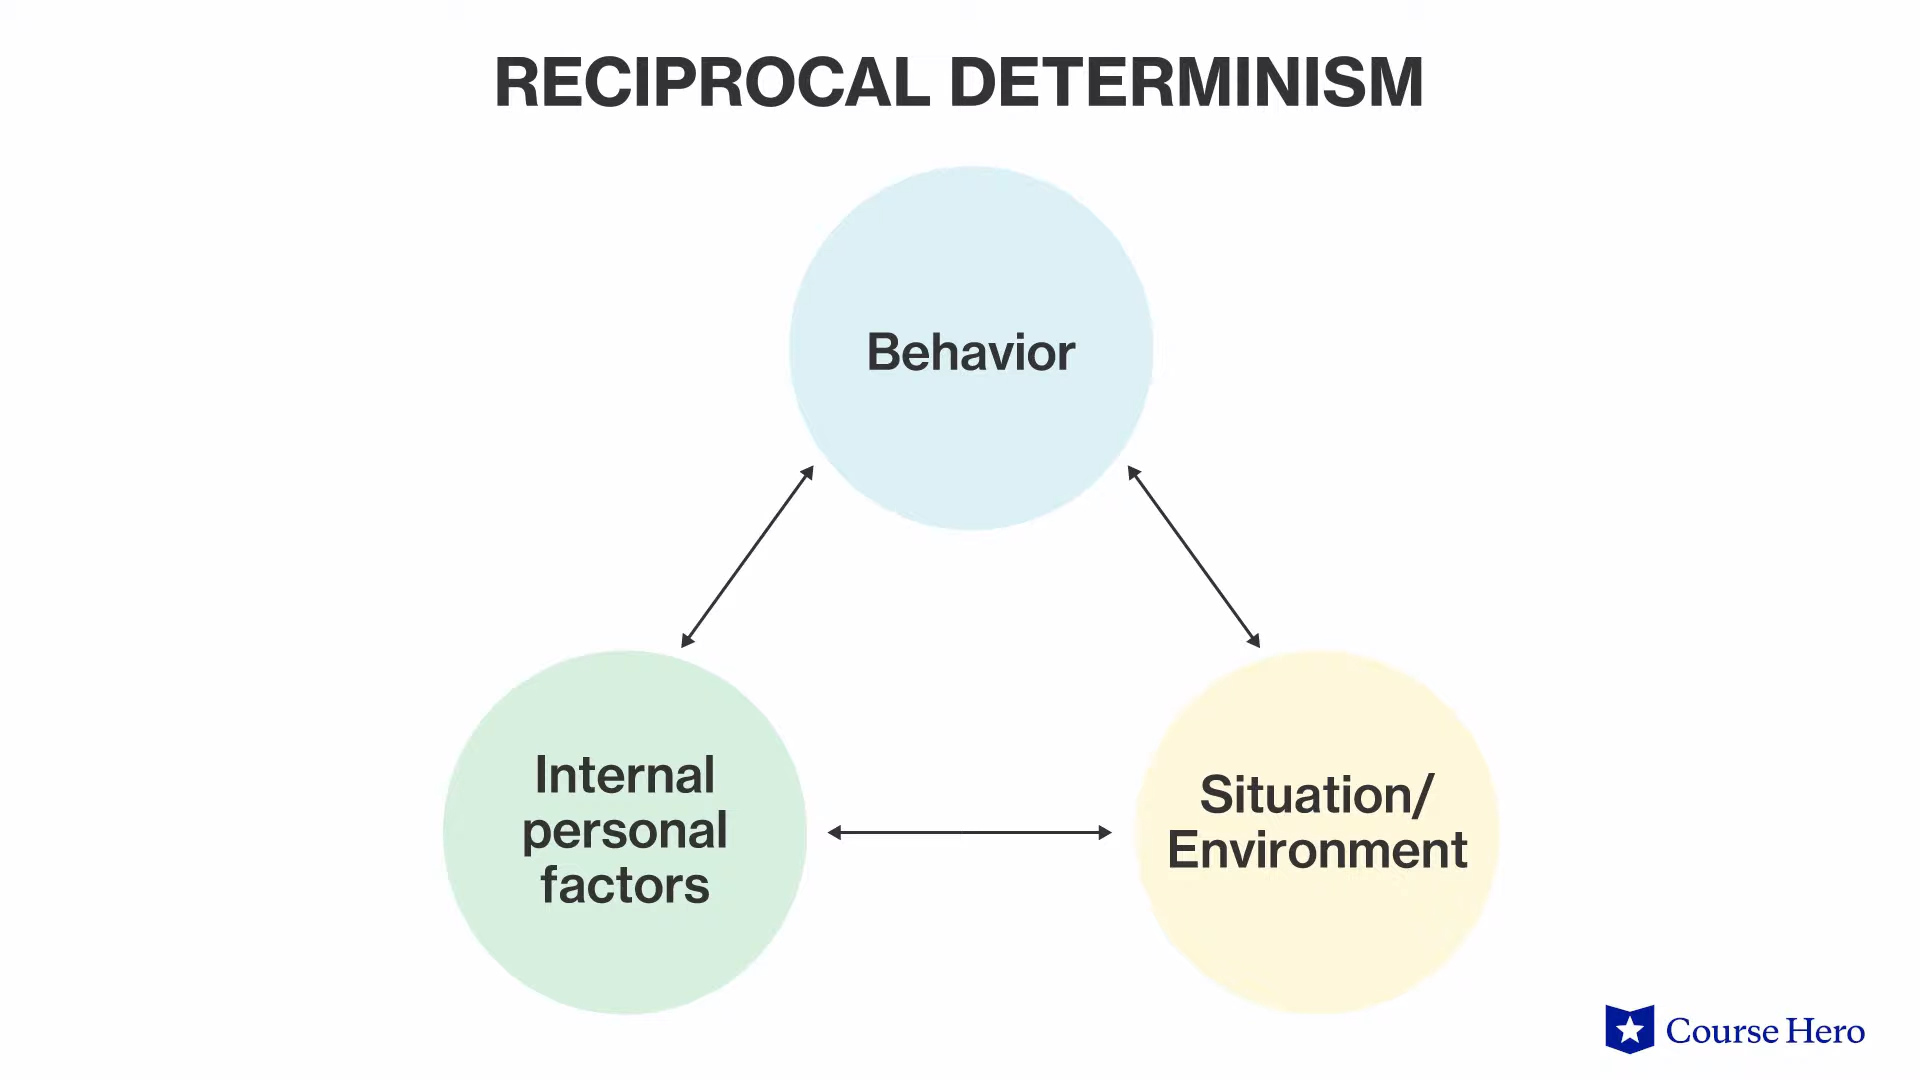 RECIPROCAL DETERMINISM
Behavior
Internal
personal
factors
Situation/
Environment
Course Hero